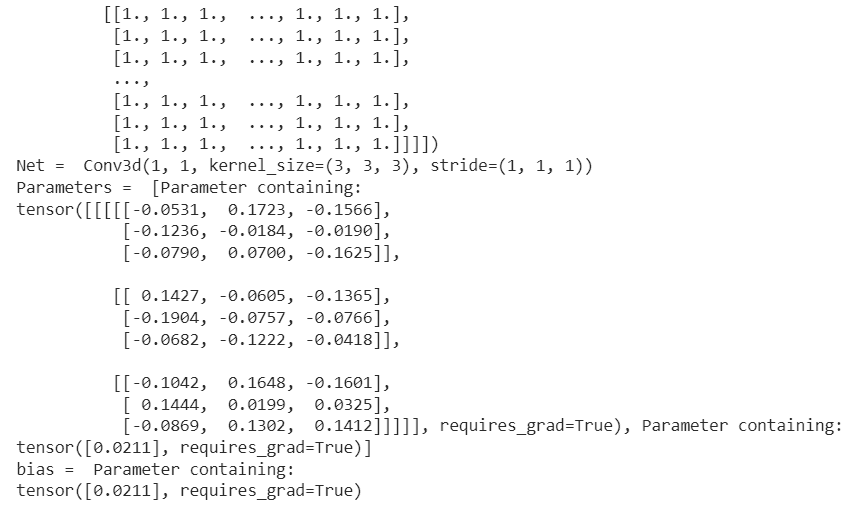 [[1., 1., 1.,  ..., 1., 1., 1.],
[1., 1., 1.,  ..., 1., 1., 1.],
[1., 1., 1.,  ..., 1., 1., 1.],
...,
[1., 1., 1.,  ..., 1., 1., 1.],
[1., 1., 1.,  ..., 1., 1., 1.],
[1., 1., 1.,  ..., 1., 1., 1.]]]])
Net =  Conv3d(1, 1, kernel_size=(3, 3, 3), stride=(1, 1, 1))
Parameters =  [Parameter containing:
tensor([[[[[-0.0531,  0.1723, -0.1566],
[-0.1236, -0.0184, -0.0190],
[-0.0790,  0.0700, -0.1625]],
[[ 0.1427, -0.0605, -0.1365],
[-0.1904, -0.0757, -0.0766],
[-0.0682, -0.1222, -0.0418]],
[[-0.1042,  0.1648, -0.1601],
[ 0.1444,  0.0199,  0.0325],
[-0.0869,  0.1302,  0.1412]]]]], requires_grad=True), Parameter containing:
tensor([0.0211], requires_grad=True)]
bias =  Parameter containing:
tensor([0.0211], requires_grad=True)